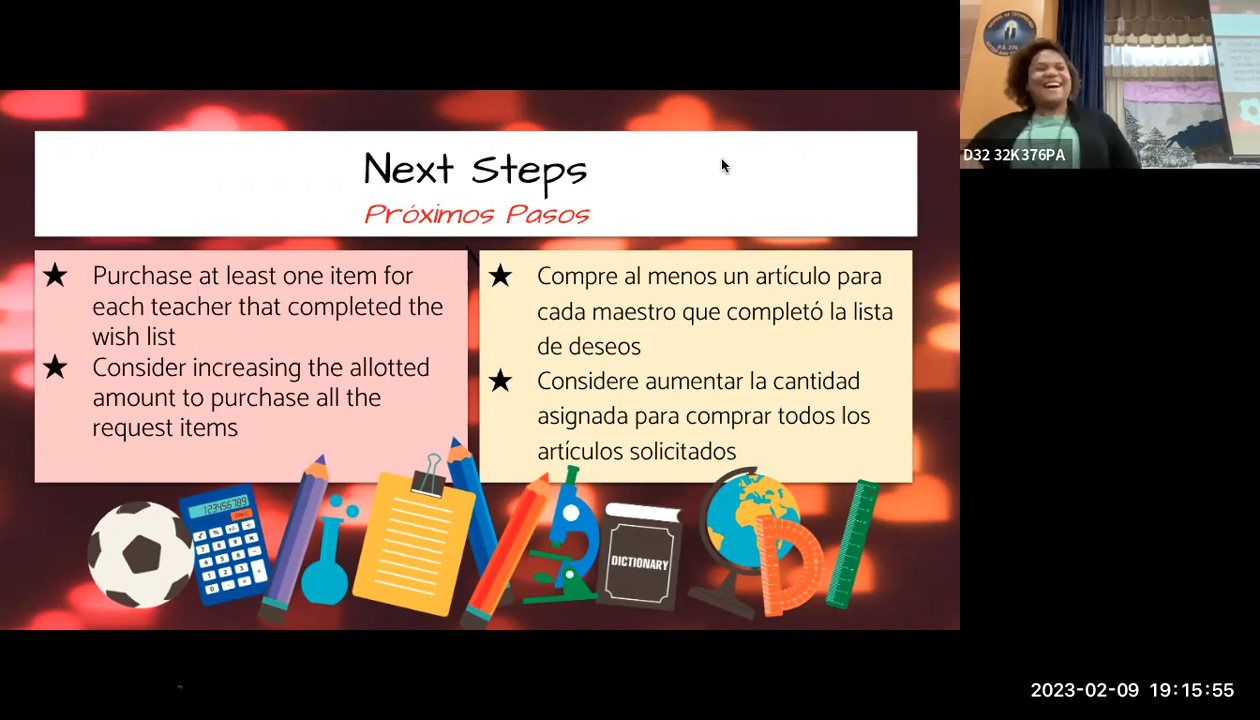 Next Steps
Próximos Pasos
★ Purchase at least one item for
each teacher that completed the
wish list
★ Consider increasing the allotted
amount to purchase all the
request items
★ Compre al menos un artículo para
cada maestro que completó la lista
de deseos
★ Considere aumentar la cantidad
asignada para comprar todos los
artículos solicitados
123456789
DICTIONARY
D32 32K376PA
2023-02-09 19:15:55